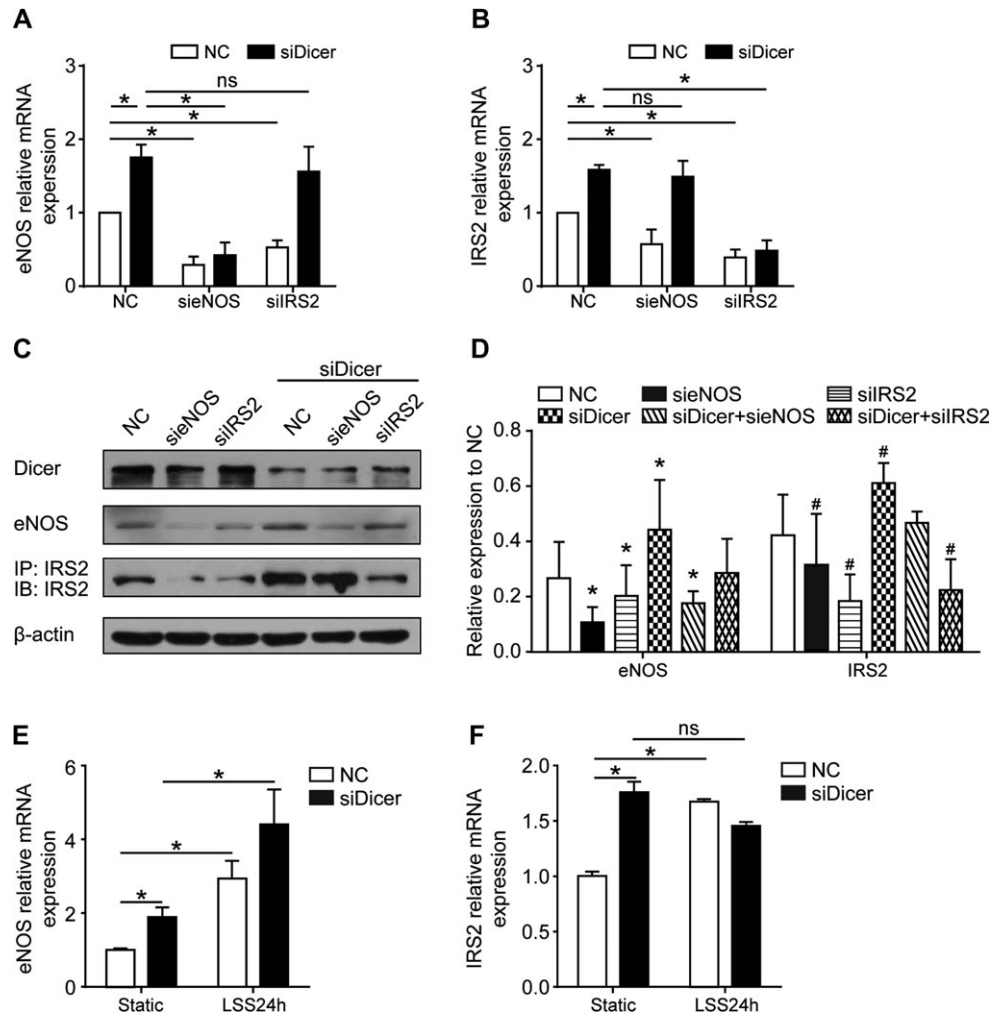 A
NC siDicer
eNOS relative mRNA
experssion
3
2
1
0
ns
* *
*
*
NC sieNOS siIRS2
B
NC siDicer
IRS2 relative mRNA
experssion
3
2
1
0
*
* ns
*
*
NC sieNOS siIRS2
C
siDicer
NC sieNOS siIRS2 NC sieNOS siIRS2
Dicer
eNOS
IP: IRS2
IB: IRS2
β-actin
D
NC sieNOS siIRS2
siDicer siDicer+sieNOS siDicer+siIRS2
Relative expression to NC
0.8
0.6
0.4
0.2
0.0
* * * *
# # # #
eNOS IRS2
E
NC
siDicer
eNOS relative mRNA
expression
6
4
2
0
*
*
*
Static LSS24h
F
NC
siDicer
IRS2 relative mRNA
expression
2.0
1.5
1.0
0.5
0.0
ns
*
*
Static LSS24h